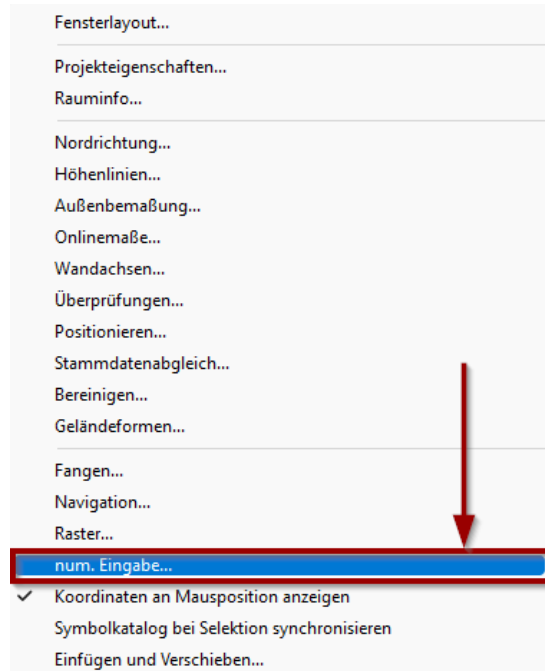 Fensterlayout...
Projekteigenschaften...
Rauminfo...
Nordrichtung...
Höhenlinien...
Außenbemaßung...
Onlinemaße...
Wandachsen...
Überprüfungen...
Positionieren...
Stammdatenabgleich...
Bereinigen...
Geländeformen...
Fangen...
Navigation...
Raster...
num. Eingabe...
Koordinaten an Mausposition anzeigen
Symbolkatalog bei Selektion synchronisieren
Einfügen und Verschieben...